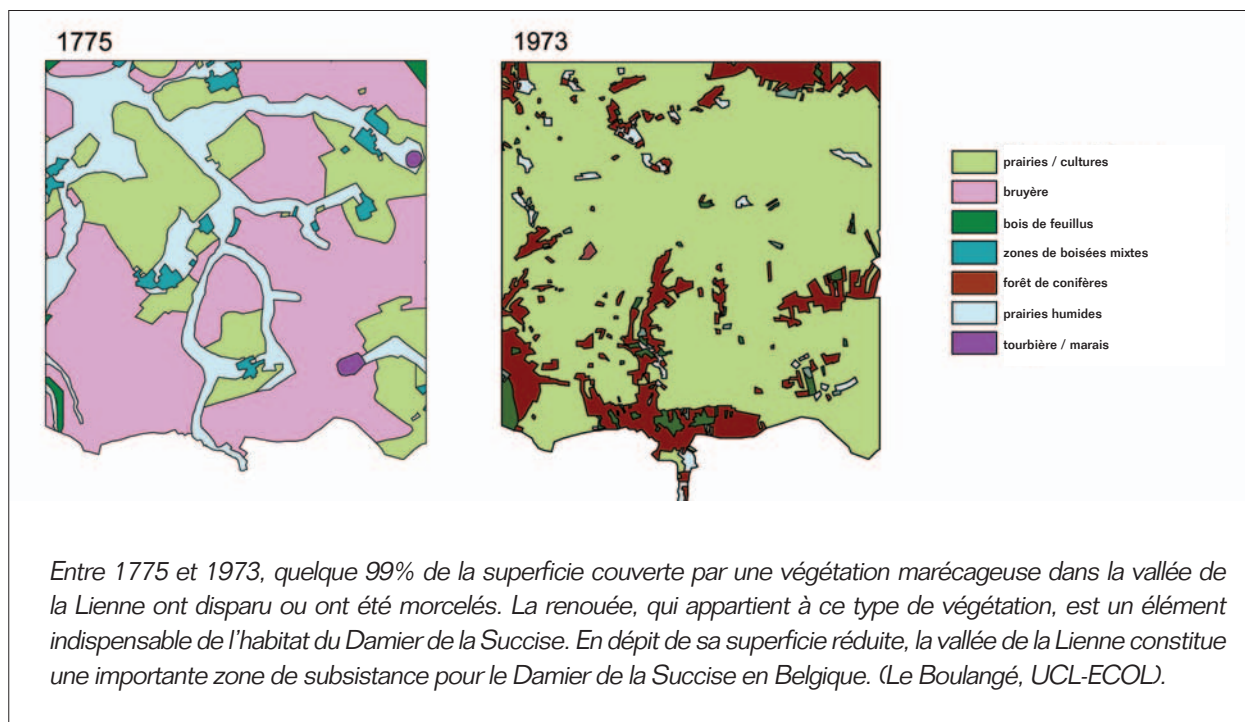 1775
1973
prairies / cultures
bruyère
bois de feuillus
zones de boisées mixtes
forêt de conifères
prairies humides
tourbière / marais
Entre 1775 et 1973, quelque 99% de la superficie couverte par une végétation marécageuse dans la vallée de
la Lienne ont disparu ou ont été morcelés. La renouée, qui appartient à ce type de végétation, est un élément
indispensable de l'habitat du Damier de la Succise. En dépit de sa superficie réduite, la vallée de la Lienne constitue
une importante zone de subsistance pour le Damier de la Succise en Belgique. (Le Boulangé, UCL-ECOL).